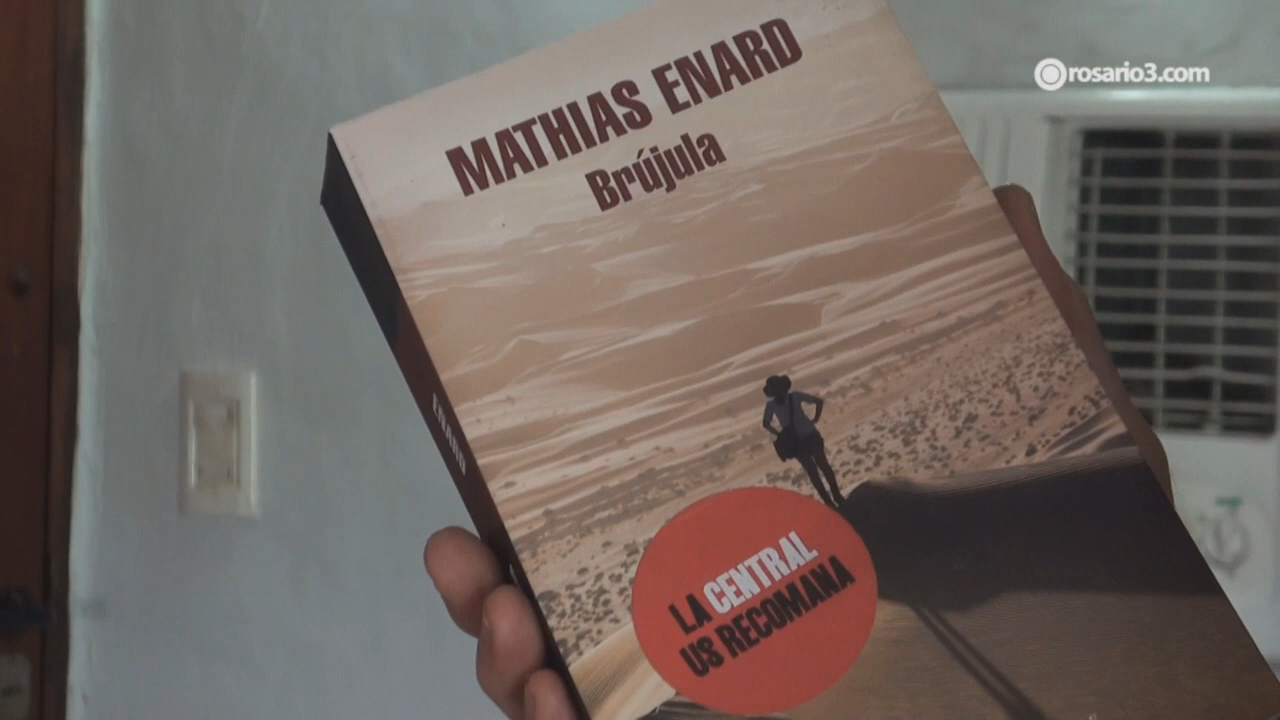 rosario3.com
MATHIAS ENARD
Brújula
ENARD
LA CENTRAL
US RECOMANA